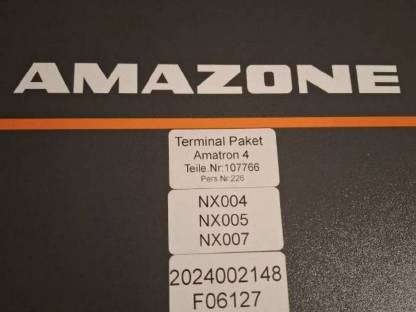 AMAZONE
Terminal Paket
Amatron 4
Teile.Nr:107766
Pers.Nr:226
NX004
NX005
NX007
2024002148
F06127